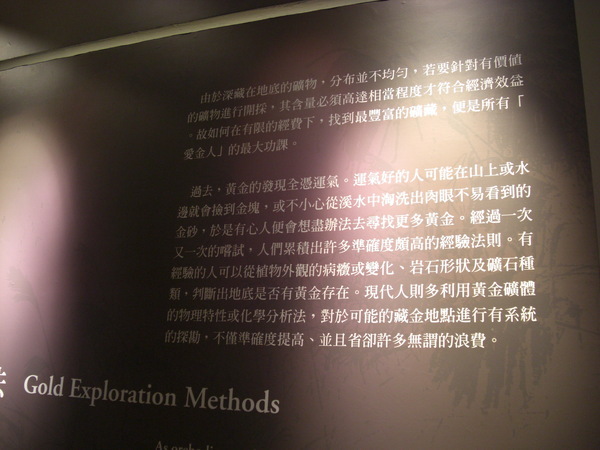 由於深藏在地底的礦物，分布並不均勻，若要針對有價值
的礦物進行開採，其含量必須高達相當程度才符合經濟效益
。故如何在有限的經費下，找到最豐富的礦藏，便是所有「
愛金人」的最大功課。
過去，黃金的發現全憑運氣。運氣好的人可能在山上或水
邊就會撿到金塊，或不小心從溪水中淘洗出肉眼不易看到的
金砂，於是有心人便會想盡辦法去尋找更多黃金。經過一次
又一次的嚐試，人們累積出許多準確度頗高的經驗法則。有
經驗的人可以從植物外觀的病癥或變化、岩石形狀及礦石種
類，判斷出地底是否有黃金存在。現代人則多利用黃金礦體
的物理特性或化學分析法，對於可能的藏金地點進行有系統
的探勘，不僅準確度提高、並且省卻許多無謂的浪費。
Gold Exploration Methods